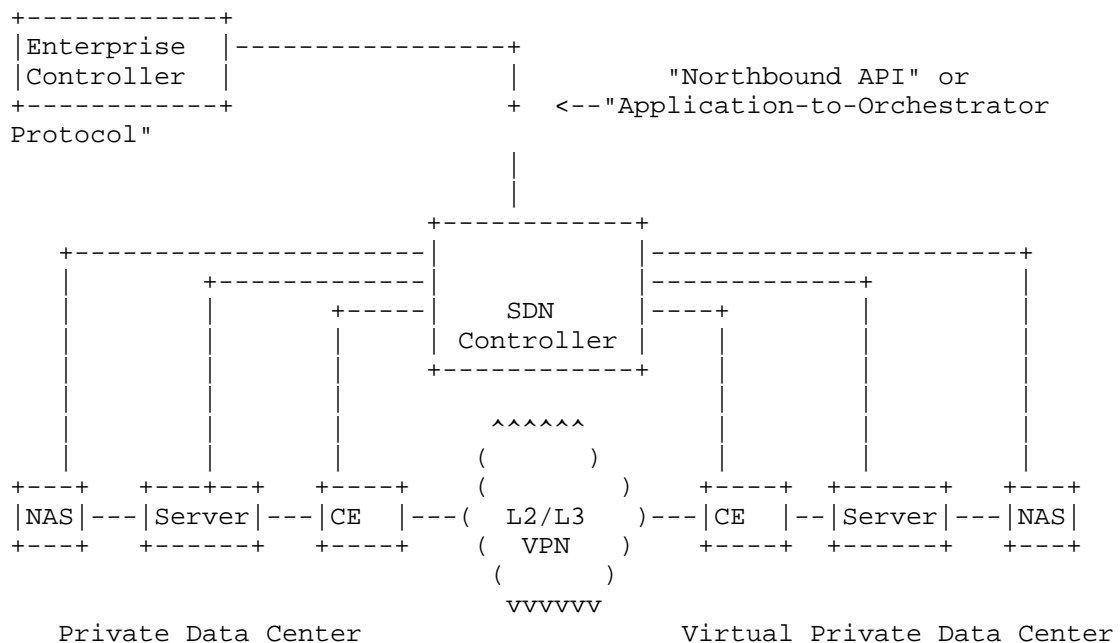 Enterprise
Controller "Northbound API" or
<--"Application-to-Orchestrator
Protocol"
SDN
Controller
NAS Server CE L2/L3 CE Server NAS
VPN
Private Data Center Virtual Private Data Center